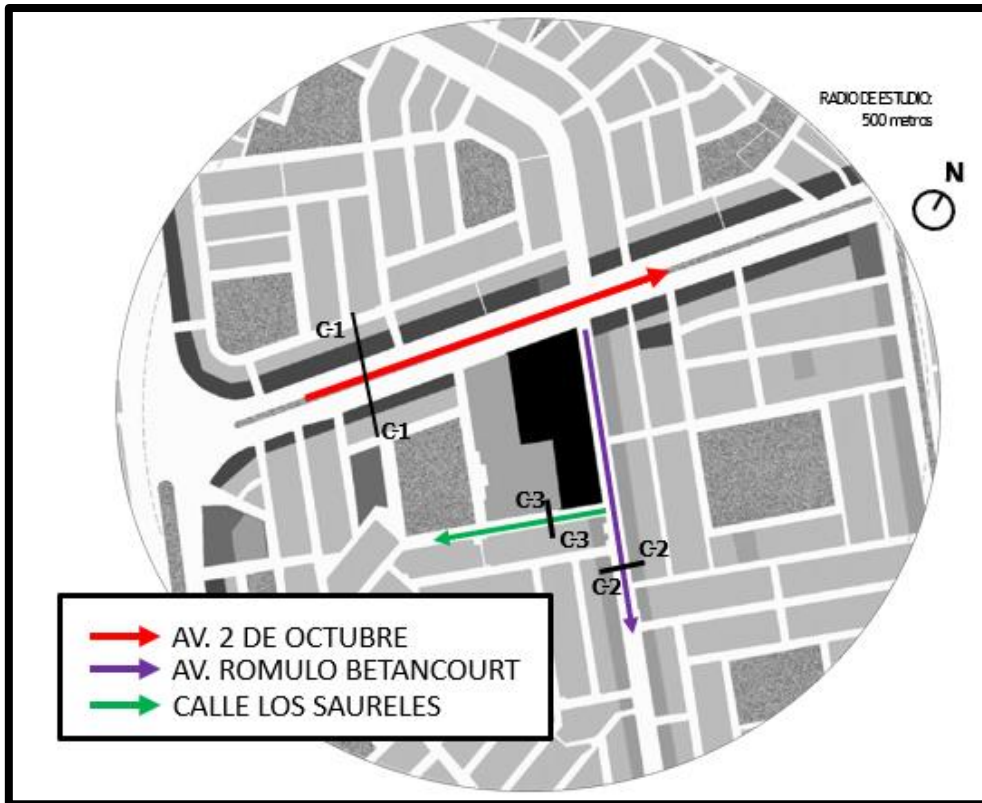 RADIO DE ESTUDIO:
500 metros
N
C-1
C-1
C-3
C-3
C-2
C-2
AV. 2 DE OCTUBRE
AV. ROMULO BETANCOURT
CALLE LOS SAURELES